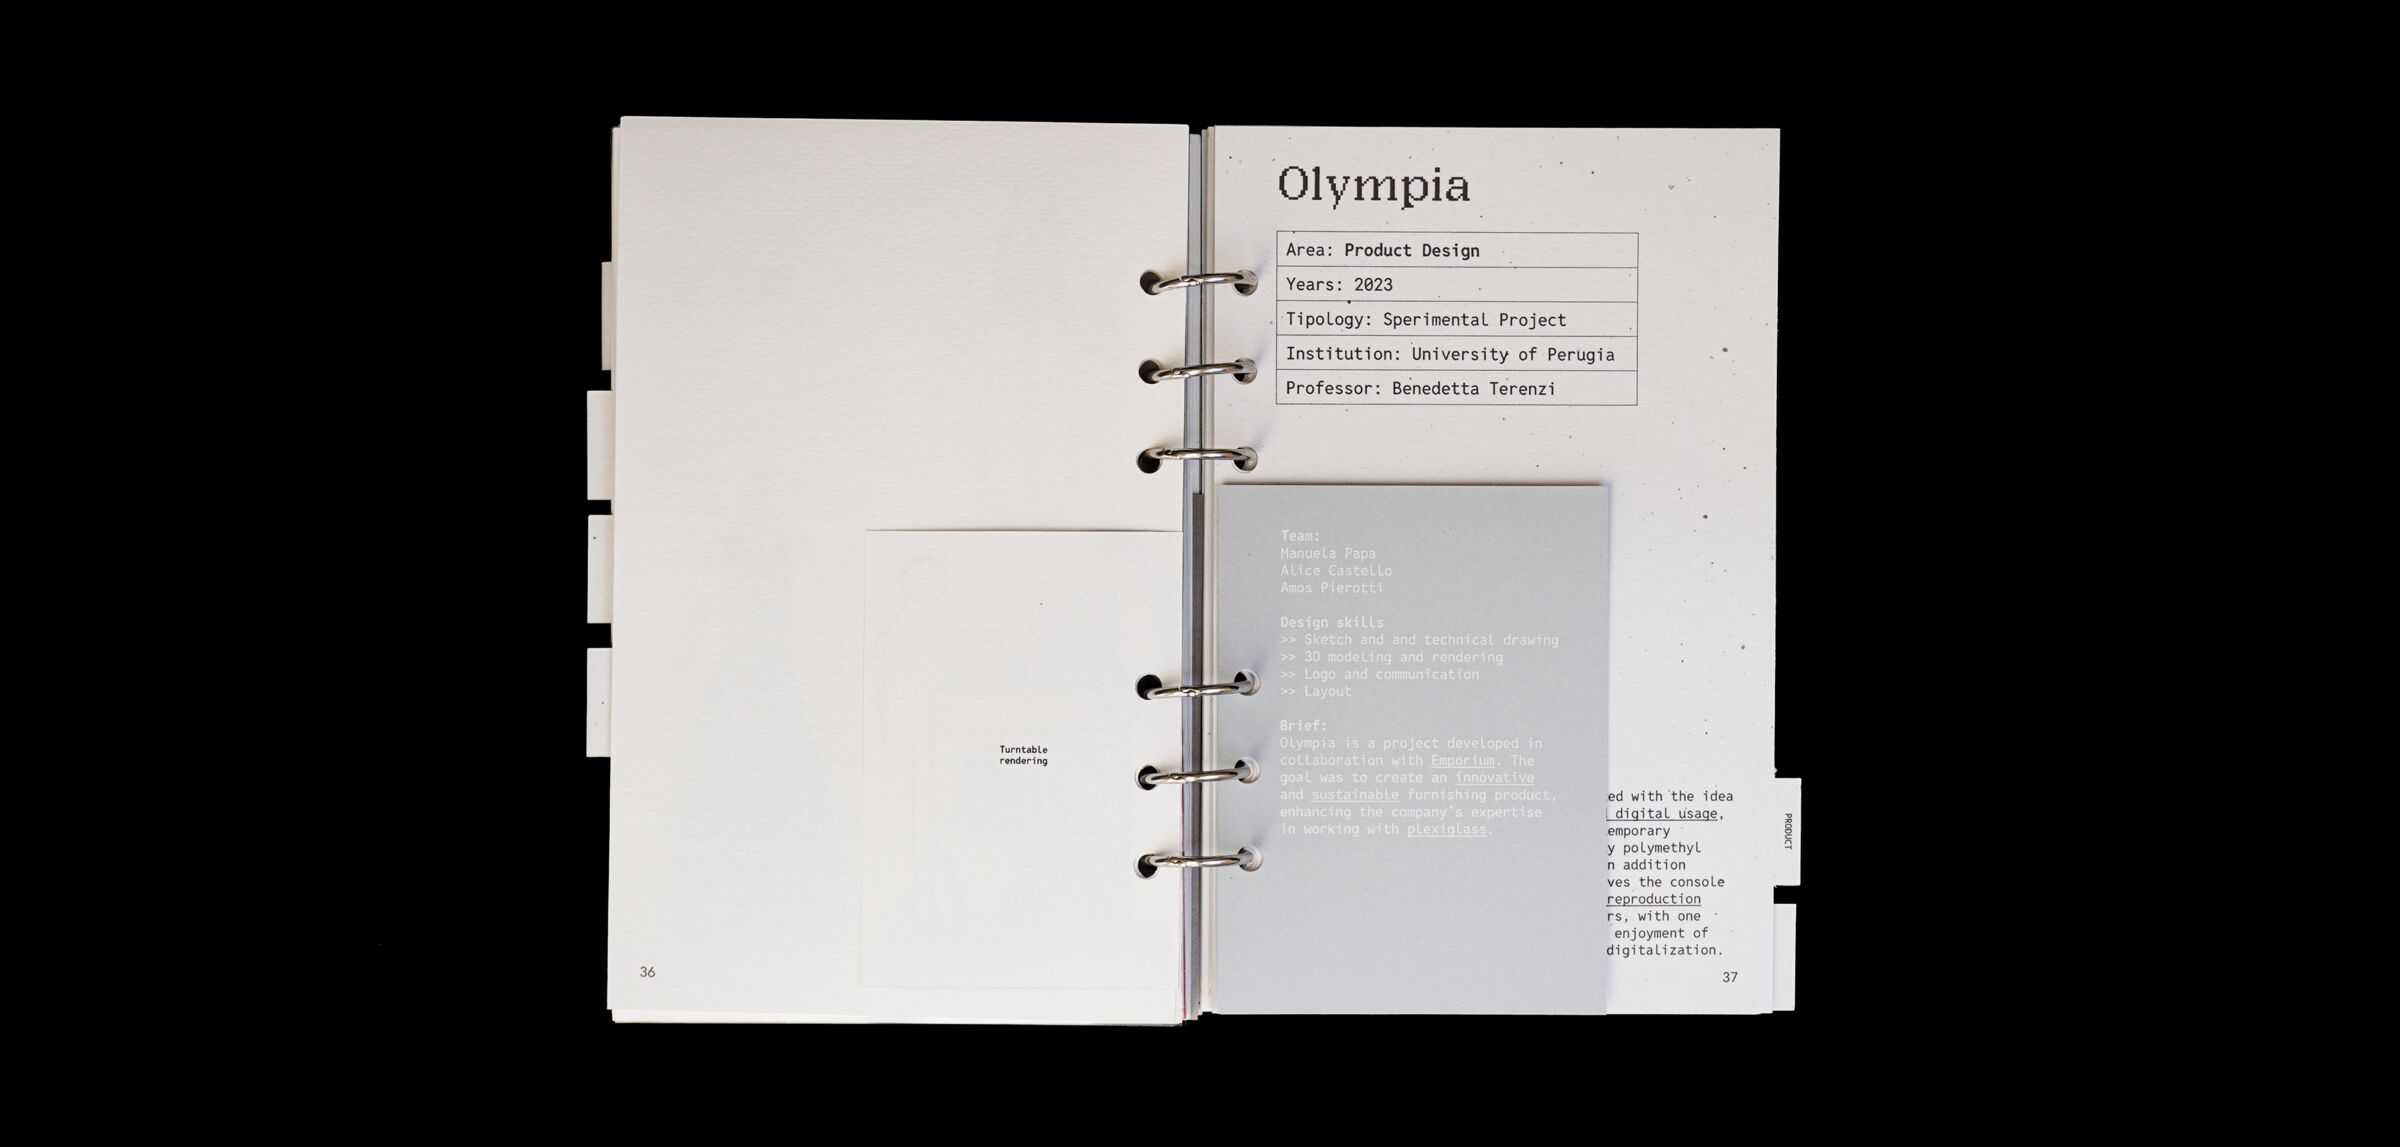 Turntable
rendering
36
Olympia
Area: Product Design
Years: 2023
Tipology: Sperimental Project
Institution: University of Perugia
Professor: Benedetta Terenzi
Team:
Manuela Papa
Alice Castello
Amos Pierotti
Design skills
>> Sketch and and technical drawing
>> 3D modeling and rendering
>> Logo and communication
>> Layout
Brief:
Olympia is a project developed in
collaboration with Emporium. The
goal was to create an innovative
and sustainable furnishing product,
enhancing the company's expertise
in working with plexiglass.
with the idea
digital usage,
polymethyl
addition
the console
reproduction
with one
enjoyment of
digitalization.
37
PRODUCT